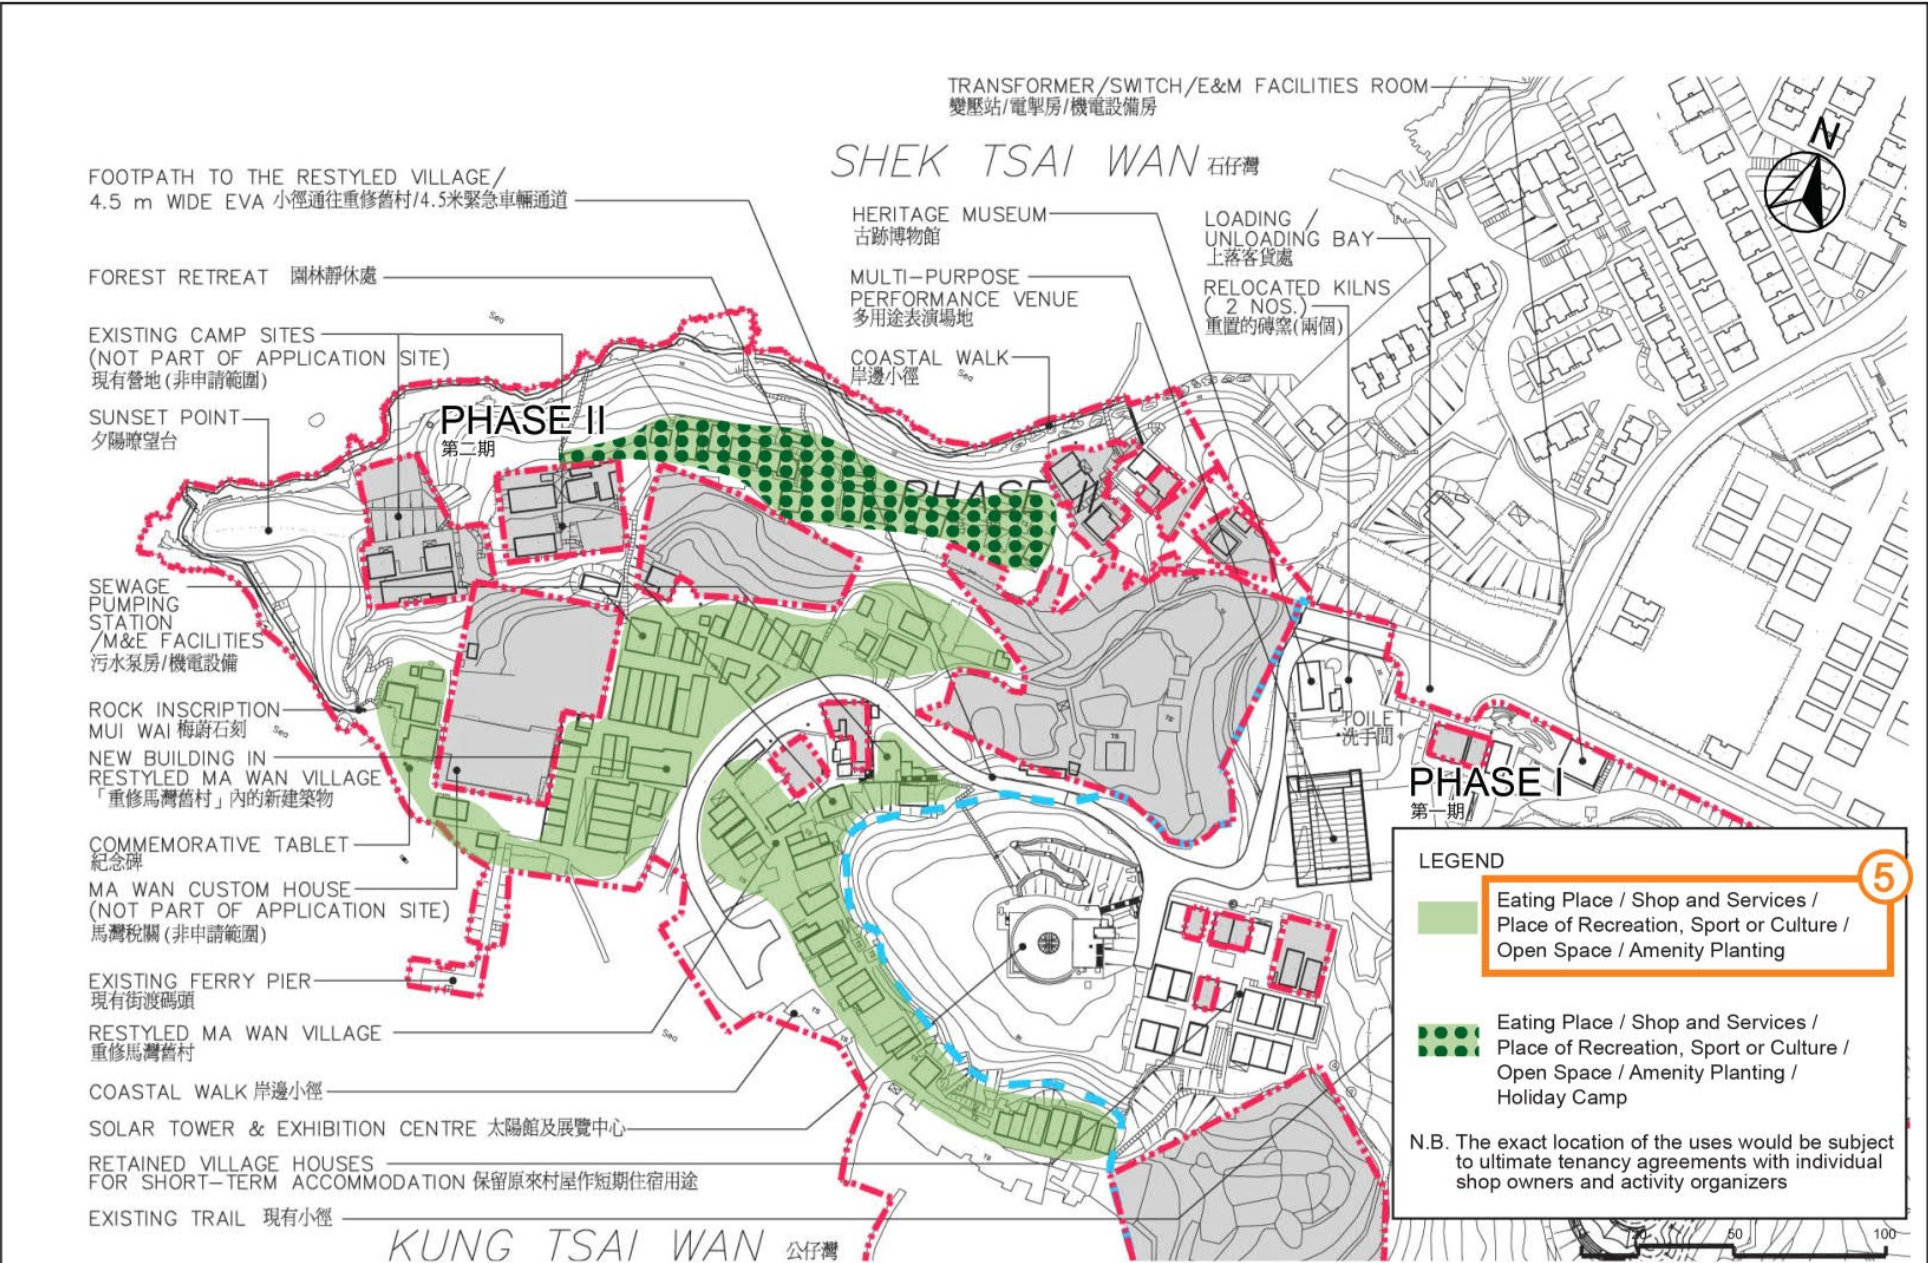 TRANSFORMER/SWITCH/E&M FACILITIES ROOM
變壓站/電掣房/機電設備房
SHEK TSAI WAN 石仔灣
N
FOOTPATH TO THE RESTYLED VILLAGE/
4.5 m WIDE EVA 小徑通往重修舊村/4.5米緊急車輛通道
HERITAGE MUSEUM
古跡博物館
LOADING /
UNLOADING BAY
上落客貨處
FOREST RETREAT 園林靜休處
MULTI-PURPOSE
PERFORMANCE VENUE
多用途表演場地
RELOCATED KILNS
( 2 NOS.)
重置的磚窯(兩個)
Sea
EXISTING CAMP SITES
(NOT PART OF APPLICATION SITE)
現有營地(非申請範圍)
COASTAL WALK
岸邊小徑
Sea
SUNSET POINT
夕陽暸望台
PHASE II
第二期
PHASE II
SEWAGE
PUMPING
STATION
/M&E FACILITIES
污水泵房/機電設備
ROCK INSCRIPTION
MUI WAI 梅蔚石刻
Sea
TOILET
洗手間
NEW BUILDING IN
RESTYLED MA WAN VILLAGE
「重修馬灣舊村」內的新建築物
PHASE I
第一期
COMMEMORATIVE TABLET
紀念碑
MA WAN CUSTOM HOUSE
(NOT PART OF APPLICATION SITE)
馬灣稅關(非申請範圍)
EXISTING FERRY PIER
現有街渡碼頭
RESTYLED MA WAN VILLAGE
重修馬灣舊村
Sea
COASTAL WALK 岸邊小徑
SOLAR TOWER & EXHIBITION CENTRE 太陽館及展覽中心
RETAINED VILLAGE HOUSES
FOR SHORT-TERM ACCOMMODATION 保留原來村屋作短期住宿用途
EXISTING TRAIL 現有小徑
KUNG TSAI WAN 公仔灣
LEGEND
5
Eating Place / Shop and Services /
Place of Recreation, Sport or Culture /
Open Space / Amenity Planting
Eating Place / Shop and Services /
Place of Recreation, Sport or Culture /
Open Space / Amenity Planting /
Holiday Camp
N.B. The exact location of the uses would be subject
to ultimate tenancy agreements with individual
shop owners and activity organizers
50 100